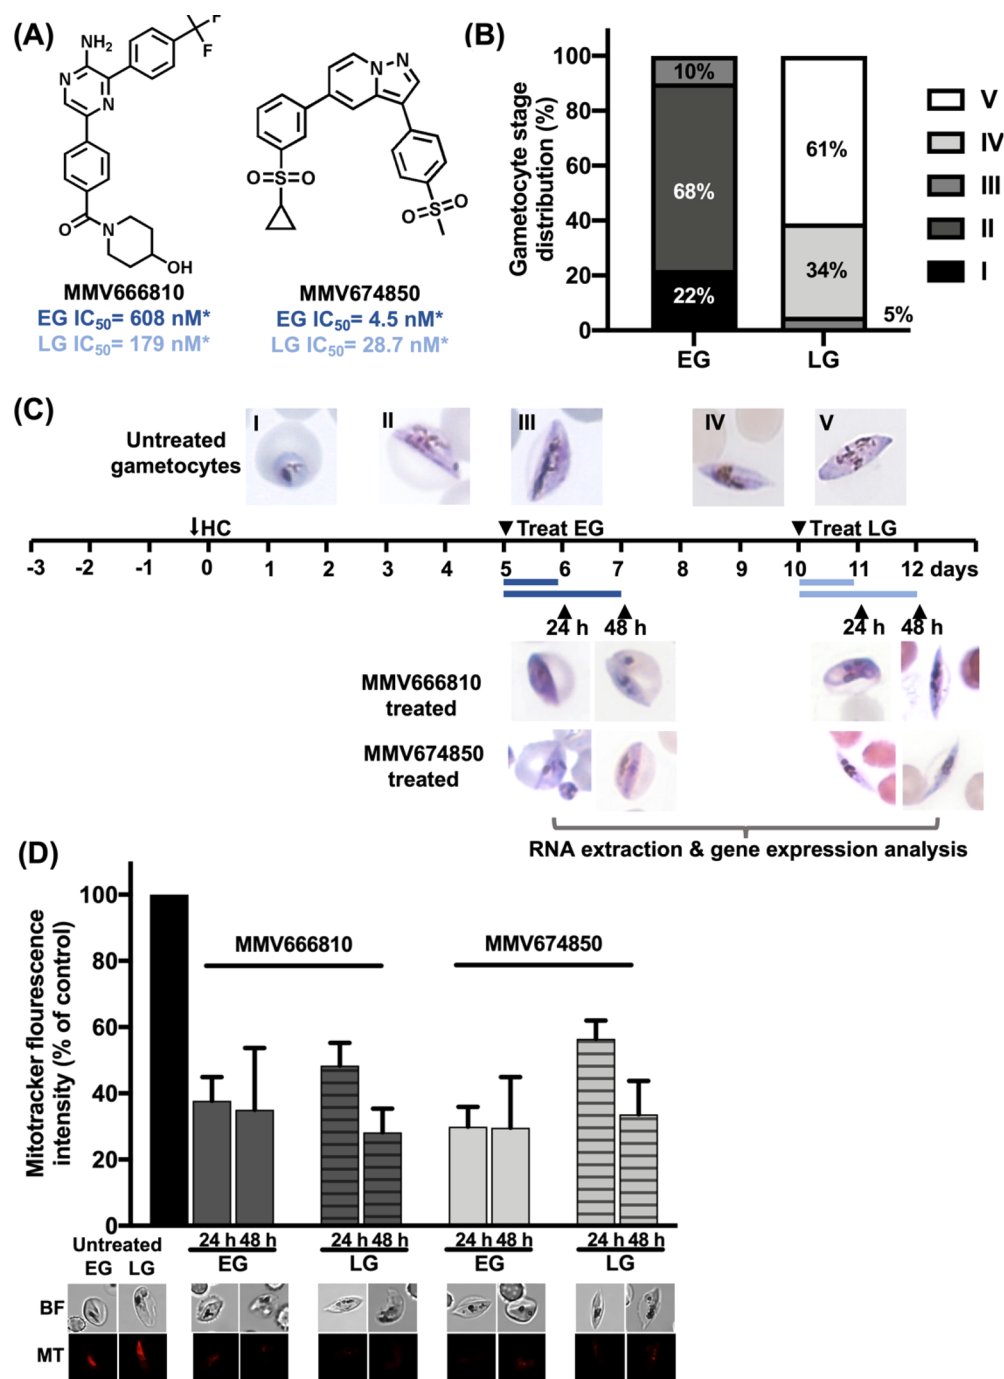 (A)
NH2
F
F
N
N
O
N
OH
MMV666810
EG IC50= 608 nM*
LG IC50= 179 nM*
N
N
O=S=O
O=S=O
MMV674850
EG IC50= 4.5 nM*
LG IC50= 28.7 nM*
(B)
Gametocyte stage
distribution (%)
100
80
60
40
20
0
10%
68%
22%
61%
34%
5%
EG
LG
V
IV
III
II
I
(C)
Untreated
gametocytes
I
II
III
IV
V
HC
Treat EG
Treat LG
-3 -2 -1 0 1 2 3 4 5 6 7 8 9 10 11 12 days
24 h 48 h 24 h 48 h
MMV666810
treated
MMV674850
treated
RNA extraction & gene expression analysis
(D)
Mitotracker flourescence
intensity (% of control)
100
80
60
40
20
0
MMV666810
MMV674850
Untreated
EG LG
24 h 48 h
EG
24 h 48 h
LG
24 h 48 h
EG
24 h 48 h
LG
BF
MT